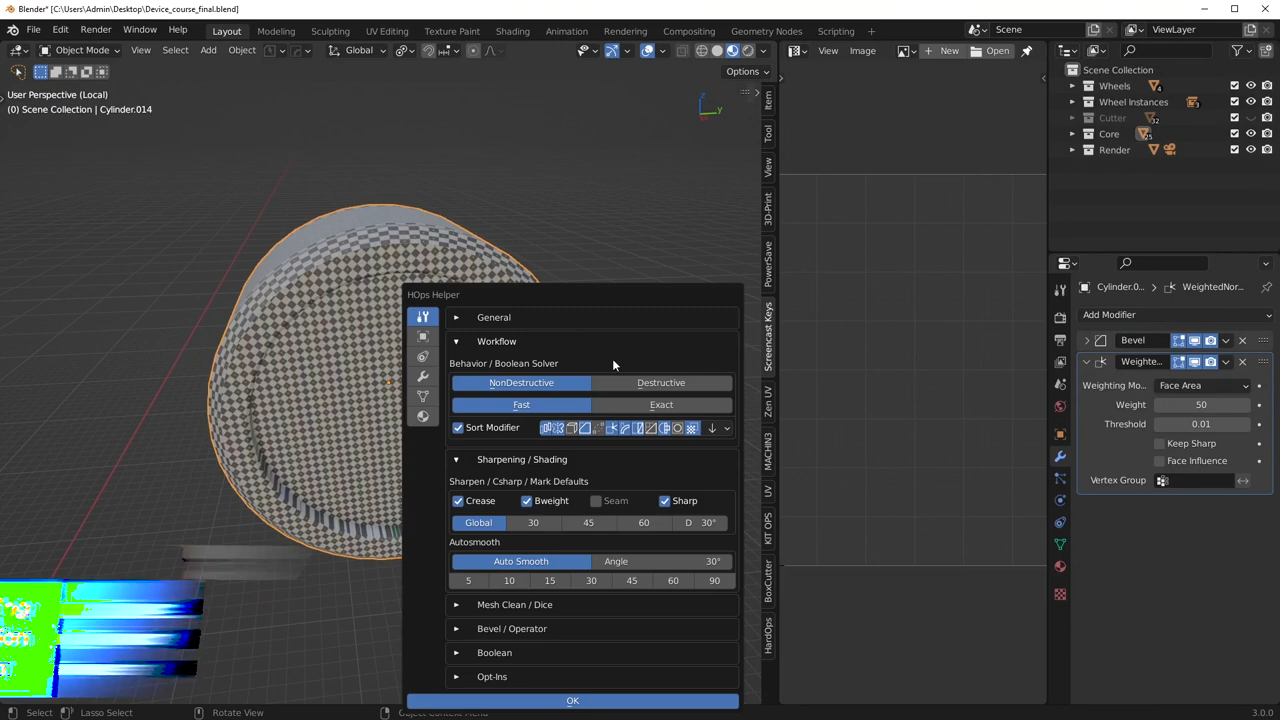 Blender* [C:\Users\Admin\Desktop\Device_course_final.blend]
File Edit Render Window Help Layout Modeling Sculpting UV Editing Texture Paint Shading Animation Rendering Compositing Geometry Nodes Scripting + Scene ViewLayer
Object Mode View Select Add Object Global View Image New Open
Options
User Perspective (Local)
(0) Scene Collection | Cylinder.014
Z
Y
Item
Tool
View
3D-Print
PowerSave
Screencast Keys
Zen UV
MACHIN3
UV
KIT OPS
BoxCutter
HardOps
Scene Collection
Wheels 4
Wheel Instances 3
Cutter 32
Core 25
Render
Cylinder.0... WeightedNor...
Add Modifier
Bevel
Weighte...
Weighting Mo... Face Area
Weight 50
Threshold 0.01
Keep Sharp
Face Influence
Vertex Group
HOps Helper
General
Workflow
Behavior / Boolean Solver
NonDestructive Destructive
Fast Exact
Sort Modifier
Sharpening / Shading
Sharpen / Csharp / Mark Defaults
Crease Bweight Seam Sharp
Global 30 45 60 D 30°
Autosmooth
Auto Smooth Angle 30°
5 10 15 30 45 60 90
Mesh Clean / Dice
Bevel / Operator
Boolean
Opt-Ins
OK
Select Lasso Select Rotate View Object Context Menu 3.0.0